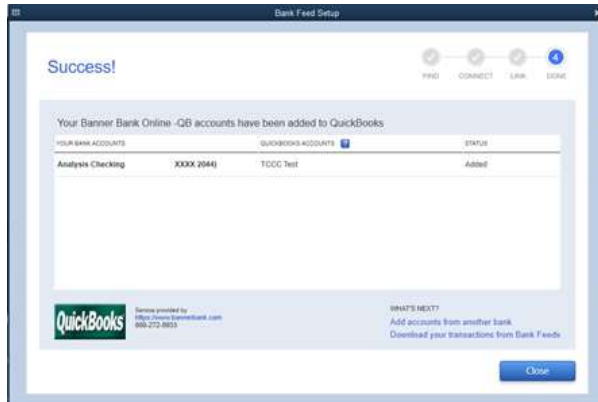 Bank Feed Setup
Success!
4
FIND CONNECT LINK DONE
Your Banner Bank Online -QB accounts have been added to QuickBooks
YOUR BANK ACCOUNTS QUICKBOOKS ACCOUNTS ? STATUS
Analysis Checking XXXX 2044) TCCC Test Added
QuickBooks
Service provided by
https://www.bannerbank.com
WHAT'S NEXT?
Add accounts from another bank
Download your transactions from Bank Feeds
Close